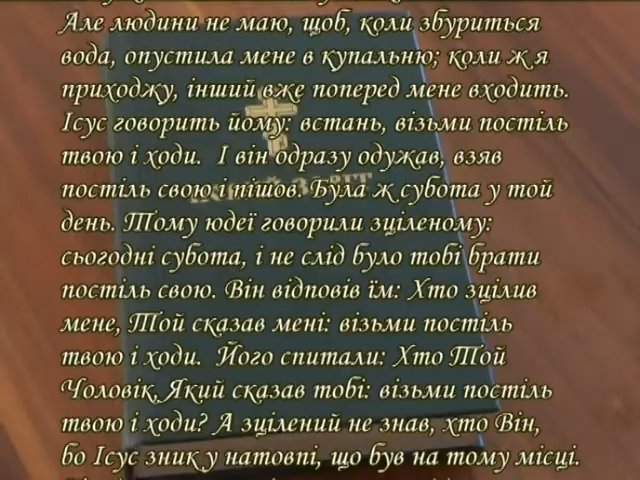 Але людини не маю, щоб, коли збуриться
вода, опустила мене в купальню; коли ж я
приходжу, інший вже поперед мене входить.
Ісус говорить йому: встань, візьми постіль
твою і ходи. І він одразу одужав, взяв
постіль свою і пішов. Була ж субота у той
день. Тому юдеї говорили зціленому:
сьогодні субота, і не слід було тобі брати
постіль свою. Він відповів їм: Хто зцілив
мене, Той сказав мені: візьми постіль
твою і ходи. Його спитали: Хто Той
Чоловік, Який сказав тобі: візьми постіль
твою і ходи? А зцілений не знав, хто Він,
бо Ісус зник у натовпі, що був на тому місці.